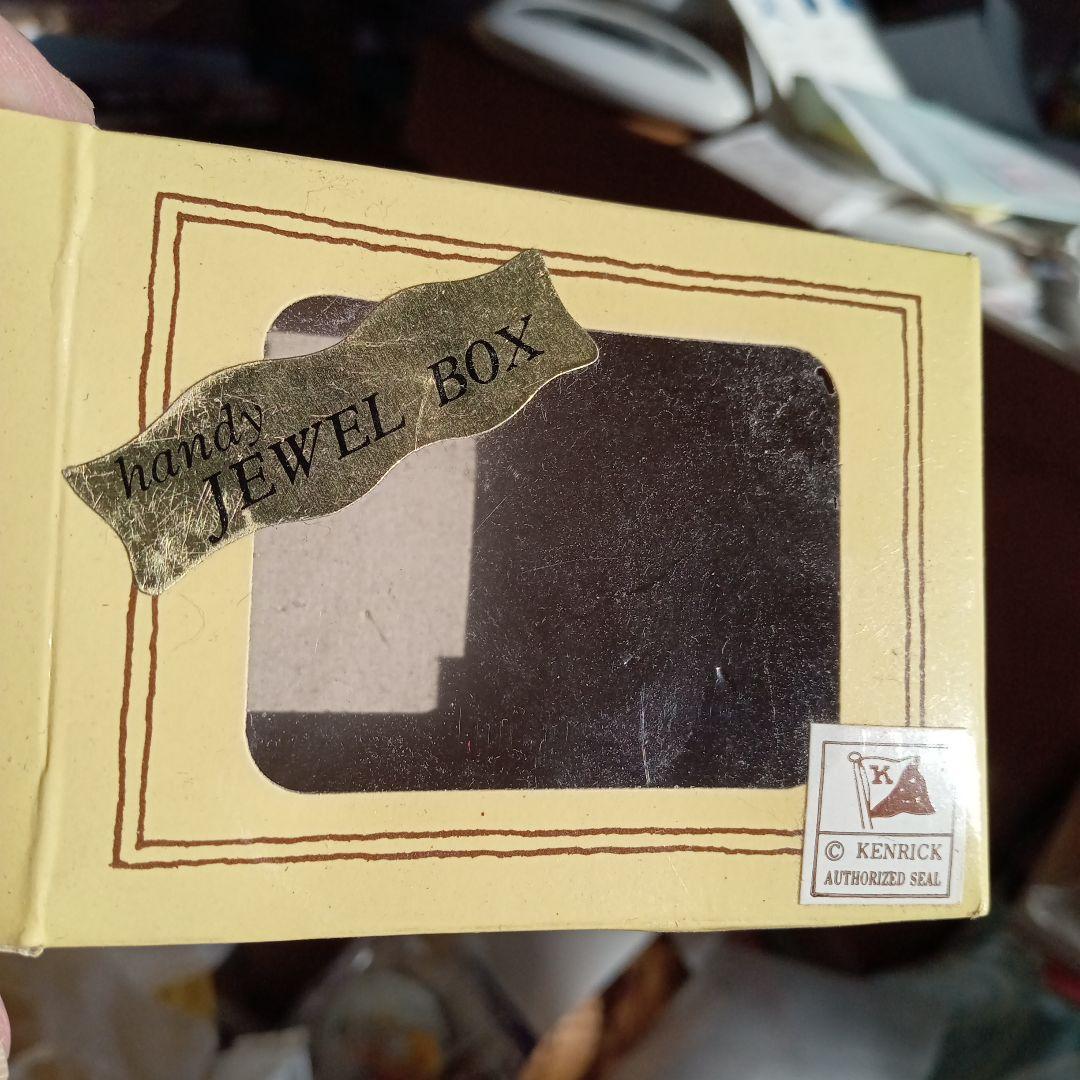 handy
JEWEL BOX
K
© KENRICK
AUTHORIZED SEAL